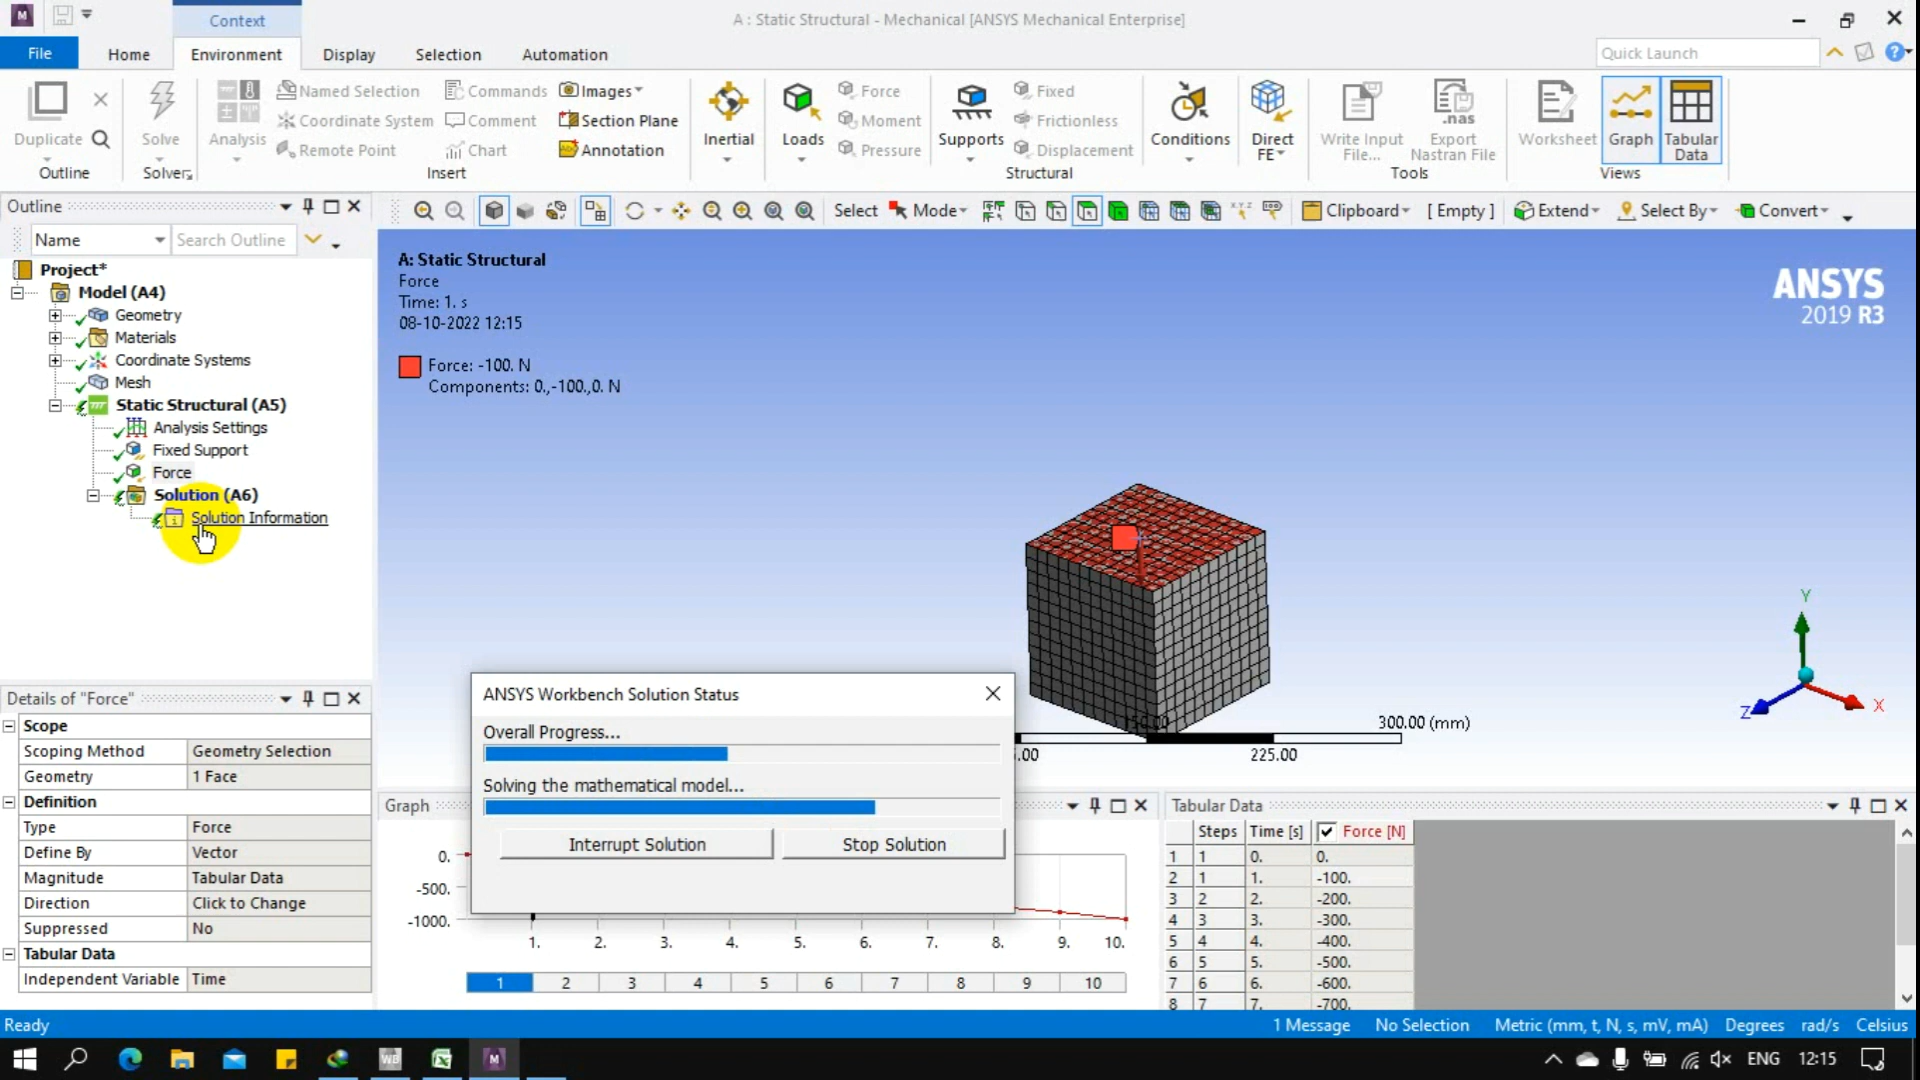 Context
A : Static Structural - Mechanical [ANSYS Mechanical Enterprise]
File
Home
Environment
Display
Selection
Automation
Quick Launch
Duplicate
Outline
Solve
Solver
Analysis
Named Selection
Coordinate System
Remote Point
Commands
Comment
Chart
Images
Section Plane
Annotation
Insert
Inertial
Loads
Force
Moment
Pressure
Supports
Fixed
Frictionless
Displacement
Structural
Conditions
Direct
FE
Write Input
File...
Export
Nastran File
.nas
Tools
Worksheet
Graph
Tabular
Data
Views
Outline
Name
Search Outline
Select
Mode
Clipboard
[ Empty ]
Extend
Select By
Convert
Project*
Model (A4)
Geometry
Materials
Coordinate Systems
Mesh
Static Structural (A5)
Analysis Settings
Fixed Support
Force
Solution (A6)
Solution Information
A: Static Structural
Force
Time: 1. s
08-10-2022 12:15
Force: -100. N
Components: 0.,-100.,0. N
ANSYS
2019 R3
Y
X
Z
150.00
300.00 (mm)
225.00
Details of "Force"
Scope
Scoping Method Geometry Selection
Geometry 1 Face
Definition
Type Force
Define By Vector
Magnitude Tabular Data
Direction Click to Change
Suppressed No
Tabular Data
Independent Variable Time
ANSYS Workbench Solution Status
Overall Progress...
Solving the mathematical model...
Interrupt Solution
Stop Solution
Graph
0.
-500.
-1000.
1. 2. 3. 4. 5. 6. 7. 8. 9. 10.
1 2 3 4 5 6 7 8 9 10
Tabular Data
Steps Time [s] Force [N]
1 1 0. 0.
2 1 1. -100.
3 2 2. -200.
4 3 3. -300.
5 4 4. -400.
6 5 5. -500.
7 6 6. -600.
8 7 7. -700.
Ready
1 Message
No Selection
Metric (mm, t, N, s, mV, mA)
Degrees
rad/s
Celsius
ENG
12:15